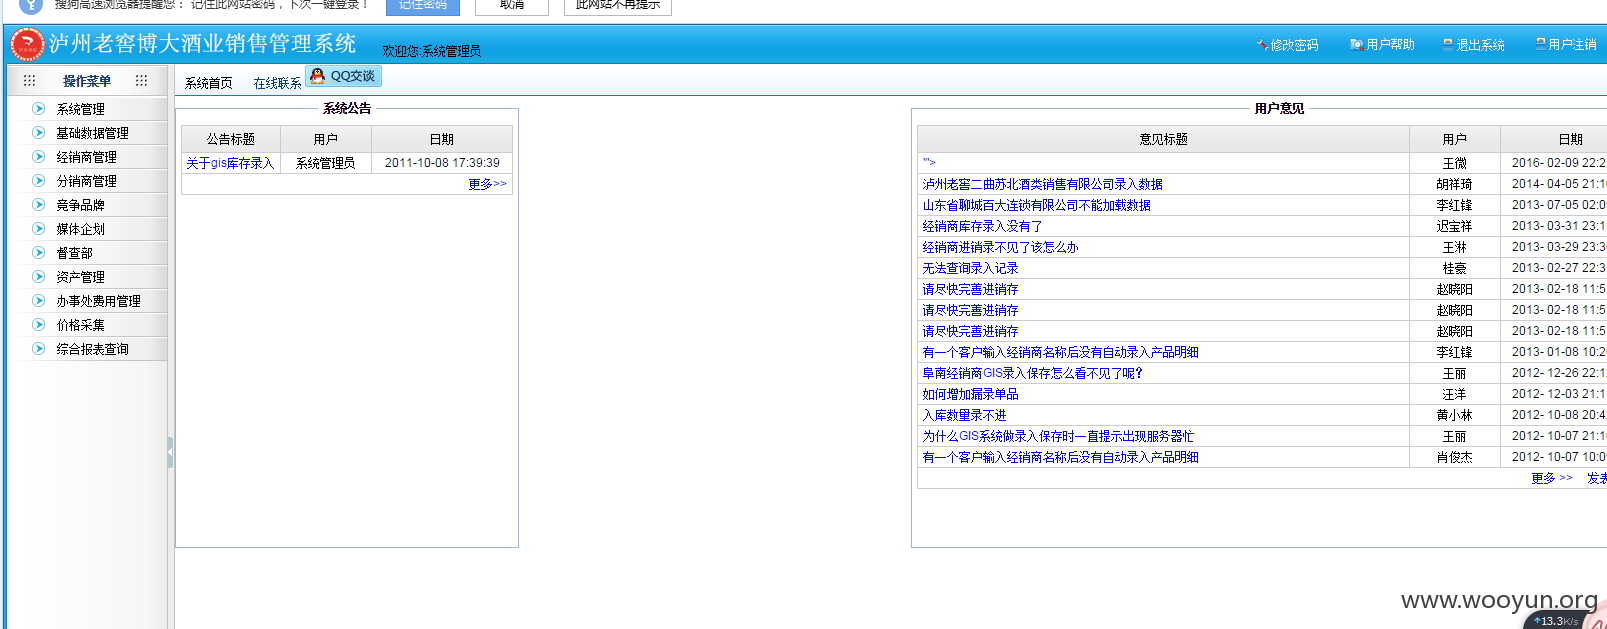 搜狗高速浏览器提醒您： 记住此网站密码，下次一键登录！ 记住密码 取消 此网站不再提示
泸州老窖博大酒业销售管理系统 欢迎您:系统管理员 修改密码 用户帮助 退出系统 用户注销
操作菜单 系统首页 在线联系 QQ交谈
系统管理
基础数据管理
经销商管理
分销商管理
竞争品牌
媒体企划
督查部
资产管理
办事处费用管理
价格采集
综合报表查询
系统公告
公告标题 用户 日期
关于gis库存录入 系统管理员 2011-10-08 17:39:39
更多>>
用户意见
意见标题 用户 日期
'"> 王微 2016- 02-09 22:2
泸州老窖二曲苏北酒类销售有限公司录入数据 胡祥琦 2014- 04-05 21:1
山东省聊城百大连锁有限公司不能加载数据 李红锋 2013- 07-05 02:0
经销商库存录入没有了 迟宝祥 2013- 03-31 23:1
经销商进销录不见了该怎么办 王淋 2013- 03-29 23:3
无法查询录入记录 桂豪 2013- 02-27 22:3
请尽快完善进销存 赵晓阳 2013- 02-18 11:5
请尽快完善进销存 赵晓阳 2013- 02-18 11:5
请尽快完善进销存 赵晓阳 2013- 02-18 11:5
有一个客户输入经销商名称后没有自动录入产品明细 李红锋 2013- 01-08 10:2
阜南经销商GIS录入保存怎么看不见了呢? 王丽 2012- 12-26 22:1
如何增加漏录单品 汪洋 2012- 12-03 21:1
入库数量录不进 黄小林 2012- 10-08 20:4
为什么GIS系统做录入保存时一直提示出现服务器忙 王丽 2012- 10-07 21:1
有一个客户输入经销商名称后没有自动录入产品明细 肖俊杰 2012- 10-07 10:0
更多 >> 发表
www.wooyun.org
13.3K/s